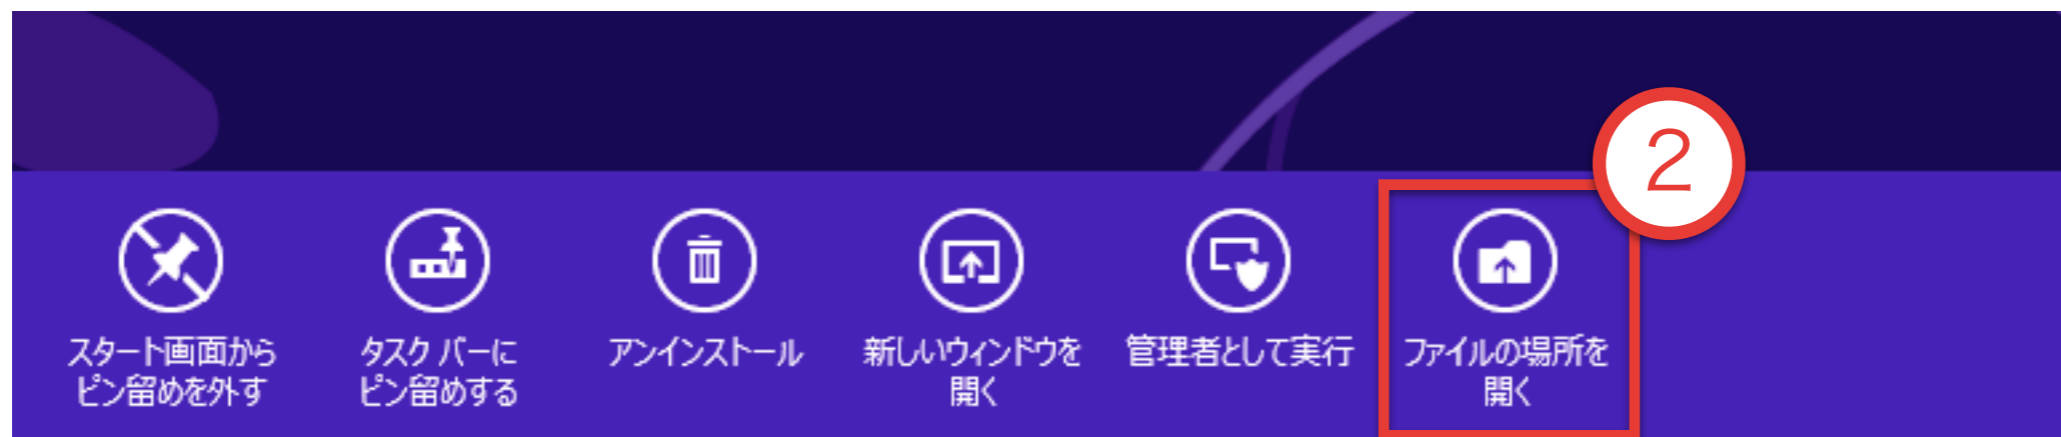 2
スタート画面から
ピン留めを外す
タスク バーに
ピン留めする
アンインストール
新しいウィンドウを
開く
管理者として実行
ファイルの場所を
開く